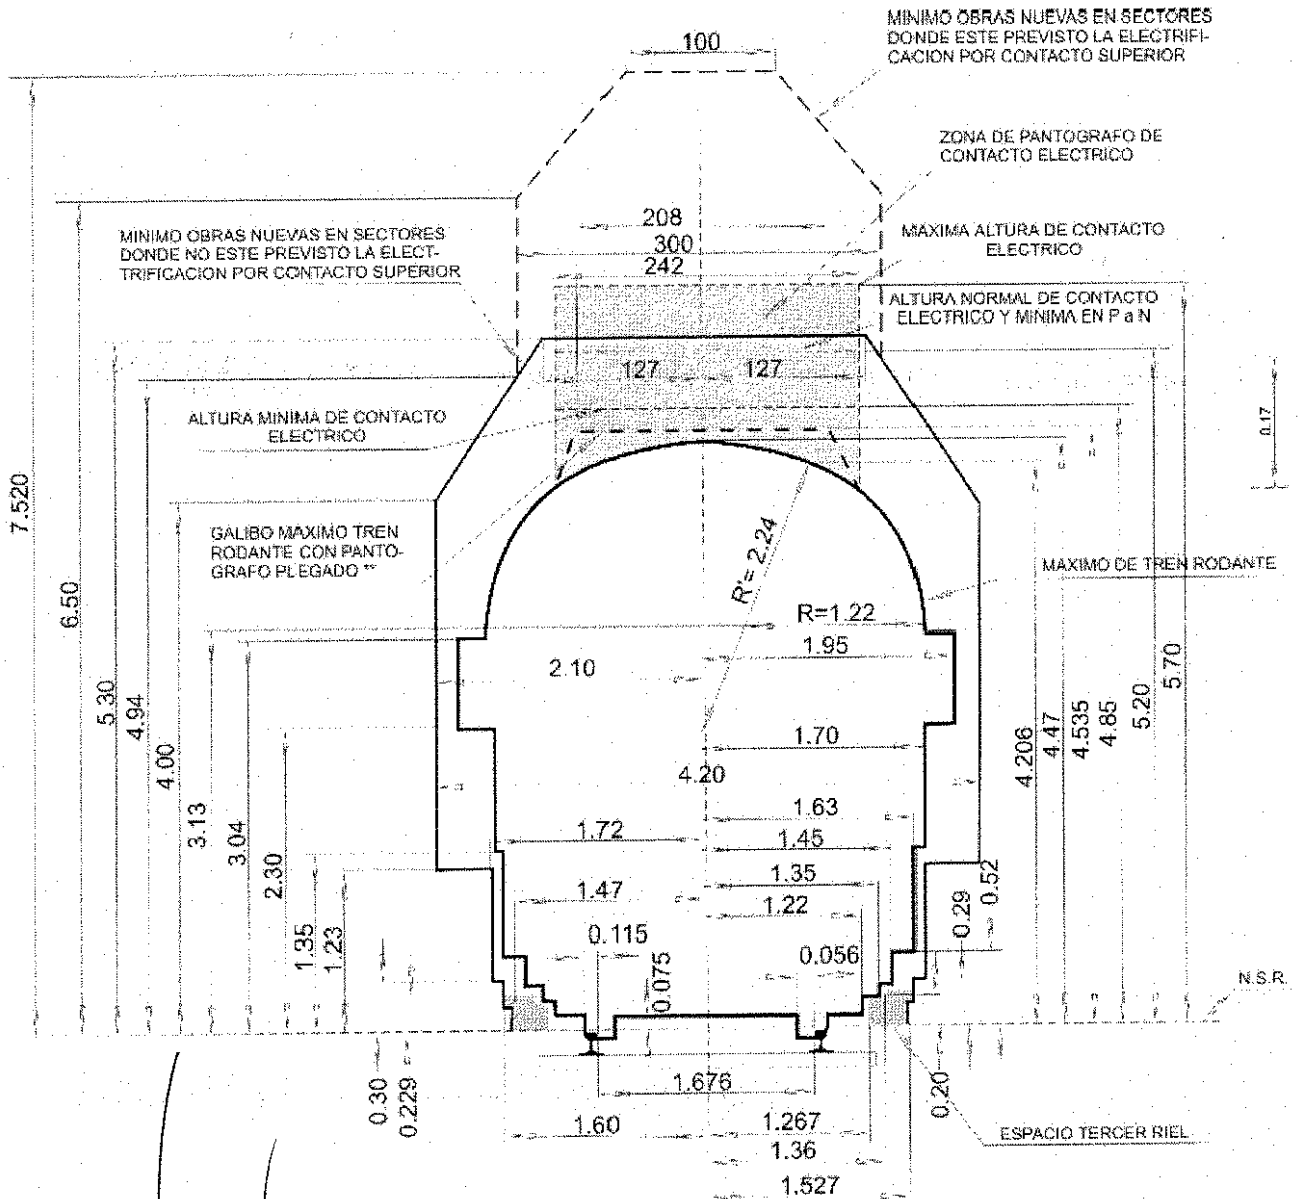 100
MINIMO OBRAS NUEVAS EN SECTORES
DONDE ESTE PREVISTO LA ELECTRIFI-
CACION POR CONTACTO SUPERIOR
ZONA DE PANTOGRAFO DE
CONTACTO ELECTRICO
MINIMO OBRAS NUEVAS EN SECTORES
DONDE NO ESTE PREVISTO LA ELECT-
TRIFICACION POR CONTACTO SUPERIOR
208
300
242
MAXIMA ALTURA DE CONTACTO
ELECTRICO
ALTURA NORMAL DE CONTACTO
ELECTRICO Y MINIMA EN P a N
127
127
ALTURA MINIMA DE CONTACTO
ELECTRICO
0.17
7.520
GALIBO MAXIMO TREN
RODANTE CON PANTO-
GRAFO PLEGADO **
R'= 2.24
MAXIMO DE TREN RODANTE
6.50
R=1.22
1.95
2.10
5.30
4.94
4.00
3.13
3.04
2.30
1.35
1.23
1.70
4.20
4.206
4.47
4.535
4.85
5.20
5.70
1.63
1.72
1.45
1.35
1.47
1.22
0.52
0.29
0.115
0.056
0.075
N.S.R.
0.30
0.229
1.676
0.20
1.60
1.267
ESPACIO TERCER RIEL
1.36
1.527